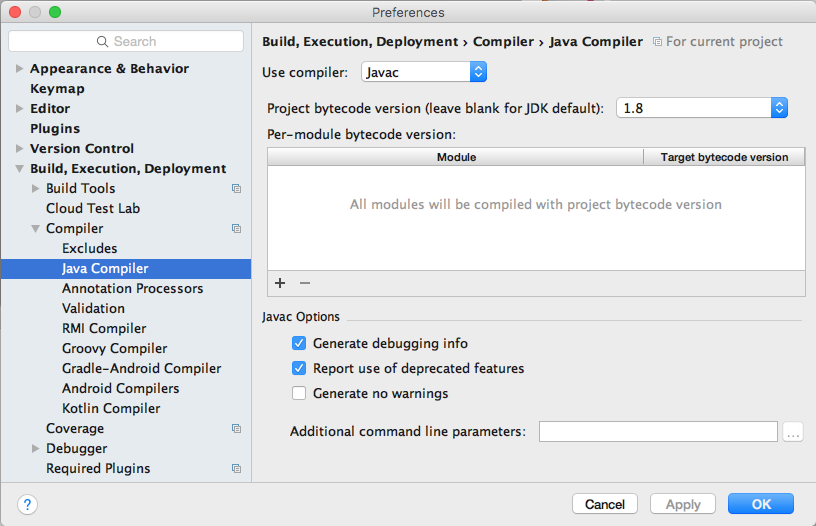 Preferences
Search
Appearance & Behavior
Keymap
Editor
Plugins
Version Control
Build, Execution, Deployment
Build Tools
Cloud Test Lab
Compiler
Excludes
Java Compiler
Annotation Processors
Validation
RMI Compiler
Groovy Compiler
Gradle-Android Compiler
Android Compilers
Kotlin Compiler
Coverage
Debugger
Required Plugins
Build, Execution, Deployment › Compiler › Java Compiler For current project
Use compiler: Javac
Project bytecode version (leave blank for JDK default): 1.8
Per-module bytecode version:
Module Target bytecode version
All modules will be compiled with project bytecode version
+ −
Javac Options
Generate debugging info
Report use of deprecated features
Generate no warnings
Additional command line parameters: ...
? Cancel Apply OK